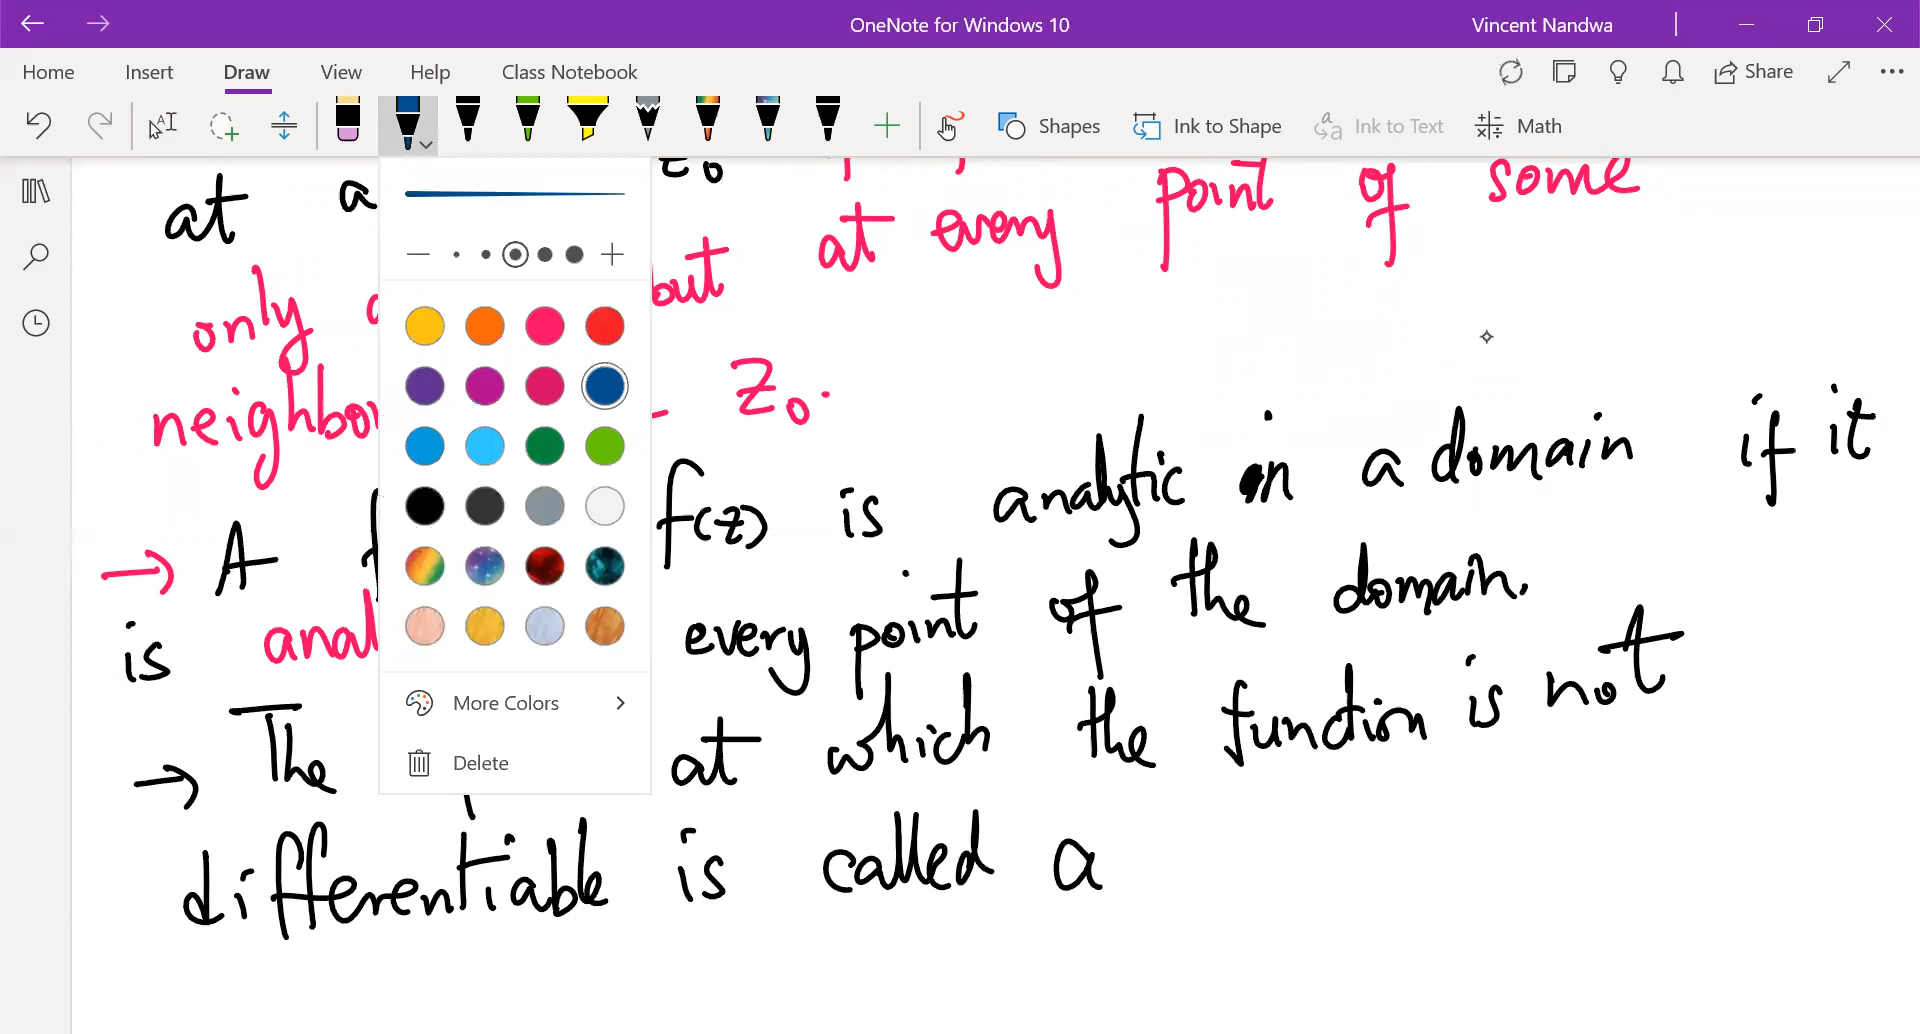 OneNote for Windows 10
Vincent Nandwa
Home Insert Draw View Help Class Notebook Share
Shapes Ink to Shape Ink to Text Math
at a z₀ point of some
only but at every
neighbo z₀.
→ A f(z) is analytic in a domain if it
is anal every point of the domain.
→ The at which the function is not
differentiable is called a
More Colors
Delete